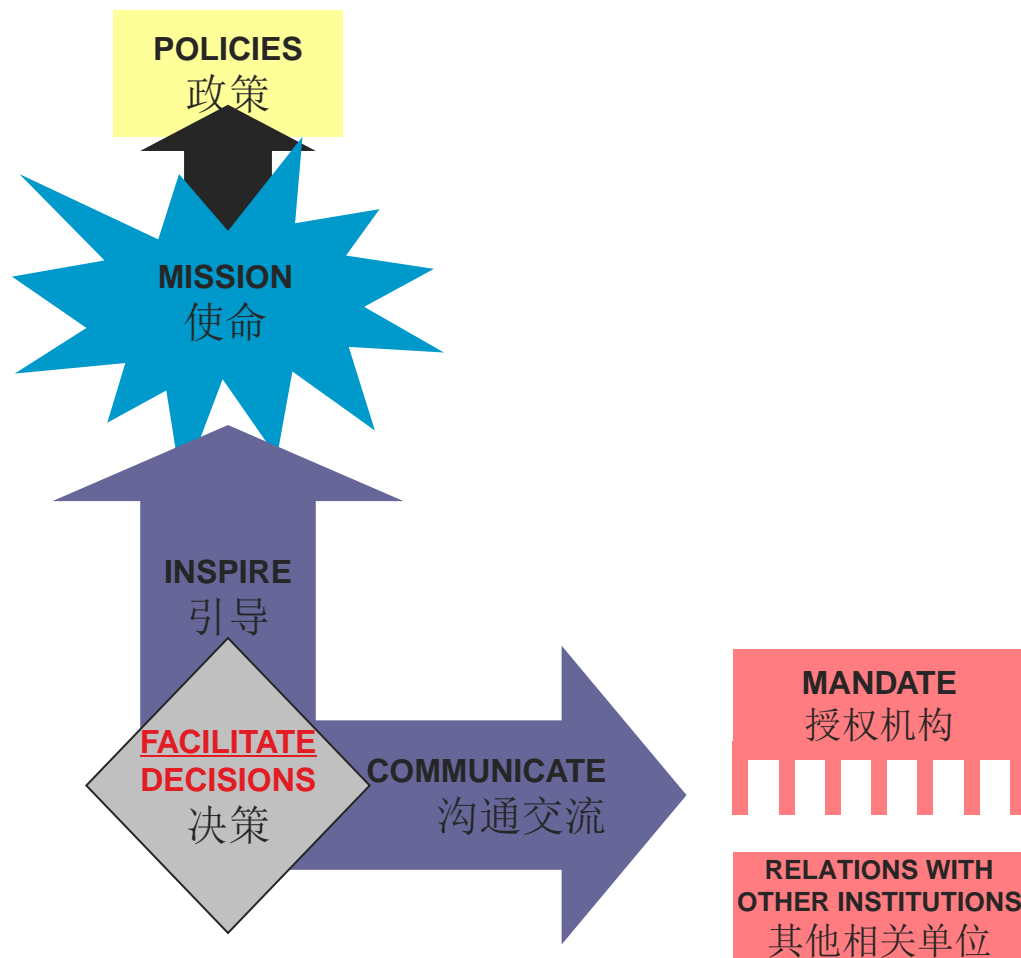 POLICIES
政策
MISSION
使命
INSPIRE
引导
FACILITATE
DECISIONS
决策
COMMUNICATE
沟通交流
MANDATE
授权机构
RELATIONS WITH
OTHER INSTITUTIONS
其他相关单位